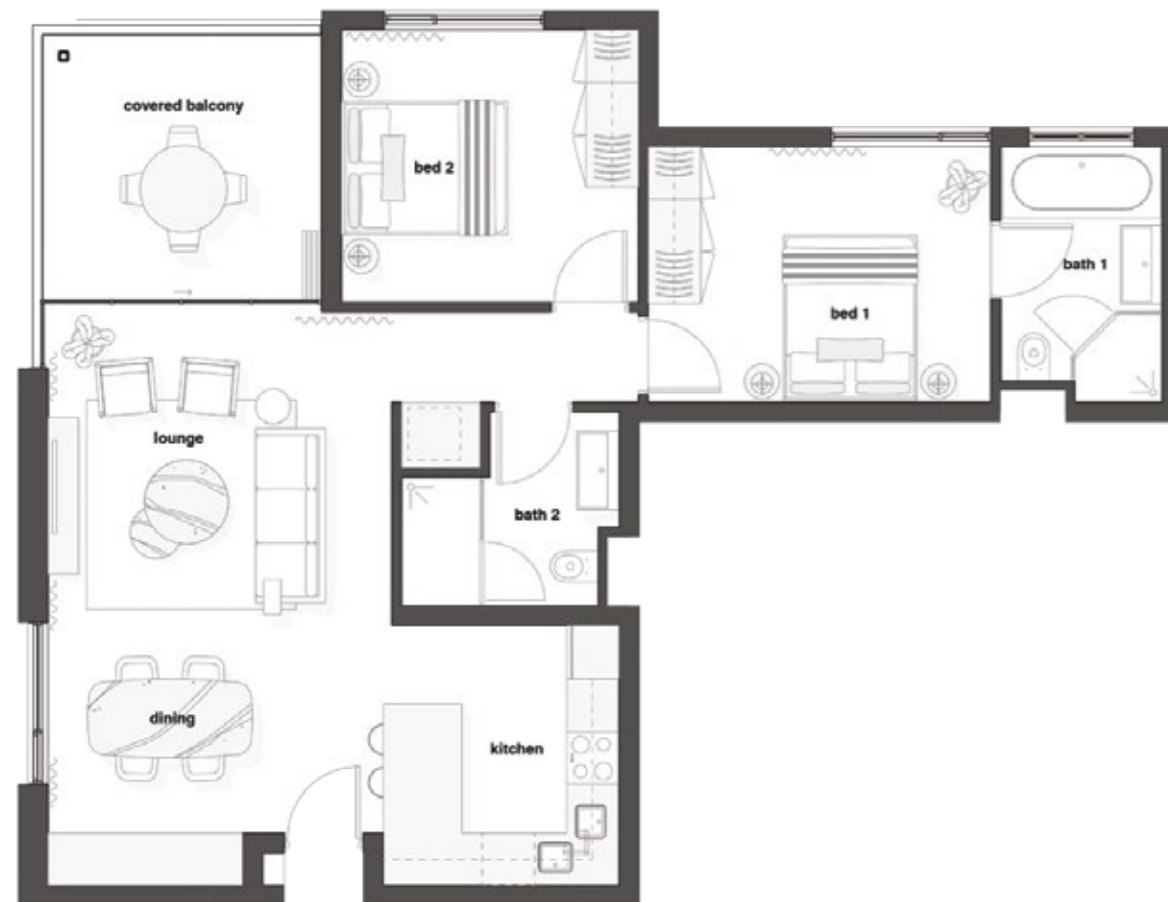 covered balcony
bed 2
bath 1
bed 1
lounge
bath 2
dining
kitchen